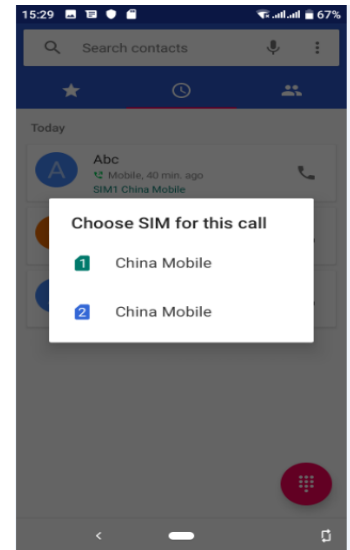 15:29 67%
Search contacts
Today
A Abc
Mobile, 40 min. ago
SIM1 China Mobile
Choose SIM for this call
1 China Mobile
2 China Mobile